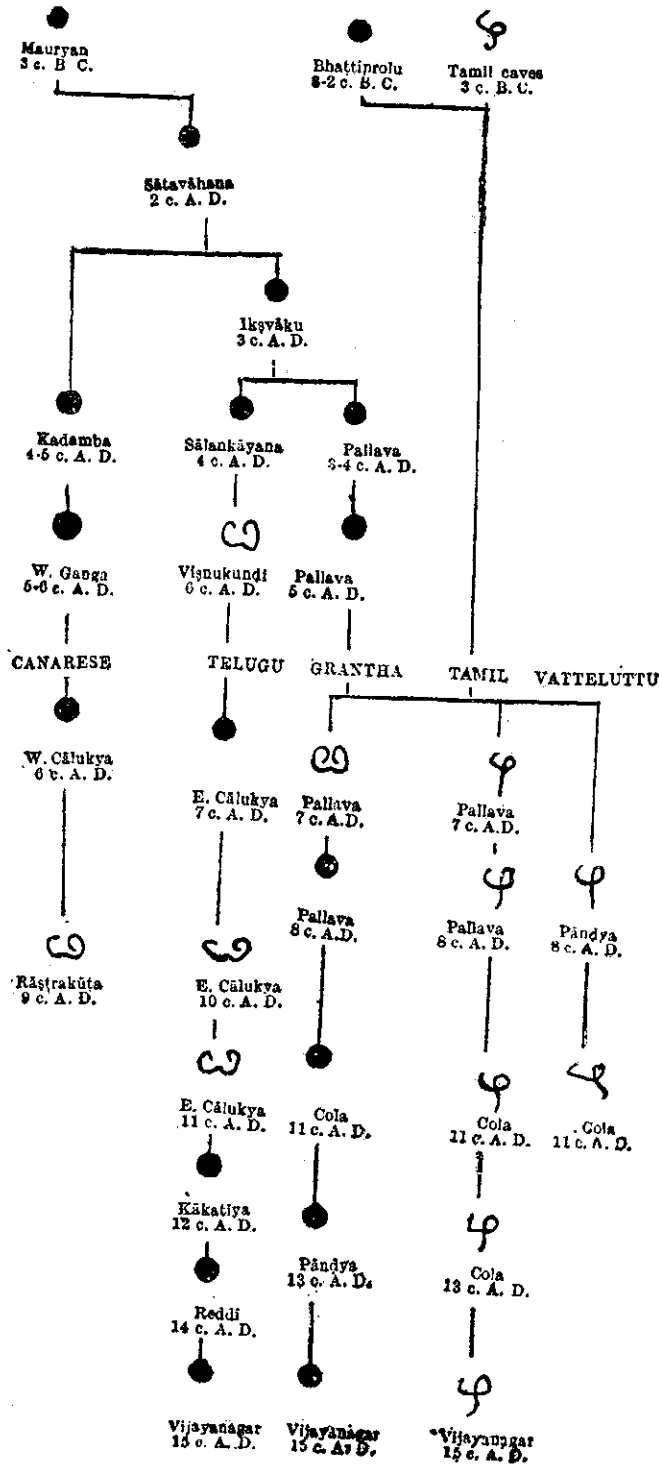 Mauryan
3 c. B C.
Bhaṭṭiprolu
3-2 c. B. C.
Tamil caves
3 c. B. C.
Sātavāhana
2 c. A. D.
Ikṣvāku
3 c. A. D.
Kadamba
4-5 c. A. D.
Sālankāyana
4 c. A. D.
Pallava
3-4 c. A. D.
W. Ganga
5-6 c. A. D.
Viṣnukundi
6 c. A. D.
Pallava
5 c. A. D.
CANARESE TELUGU GRANTHA TAMIL VATTELUTTU
W. Cālukya
6 c. A. D.
E. Cālukya
7 c. A. D.
Pallava
7 c. A.D.
Pallava
7 c. A.D.
Pallava
8 c. A.D.
Pallava
8 c. A. D.
Pāndya
8 c. A. D.
Rāṣṭrakūṭa
9 c. A. D.
E. Cālukya
10 c. A. D.
E. Cālukya
11 c. A. D.
Cola
11 c. A. D.
Cola
11 c. A. D.
Cola
11 c. A. D.
Kākatīya
12 c. A. D.
Pāndya
13 c. A. D.
Cola
13 c. A. D.
Reddi
14 c. A. D.
Vijayanagar
15 c. A. D.
Vijayanagar
15 c. A. D.
Vijayanagar
15 c. A. D.